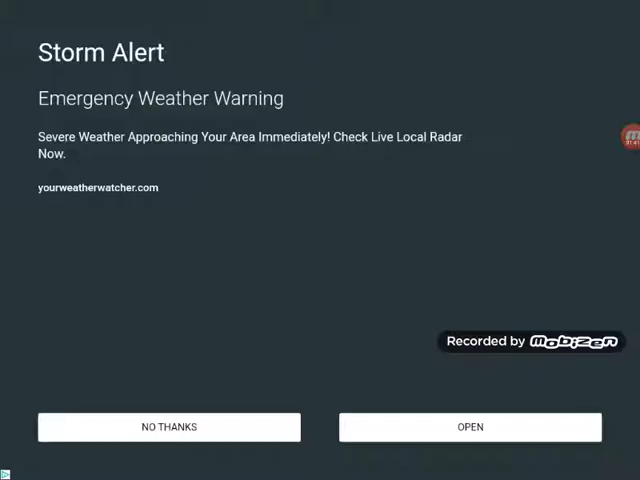 Storm Alert
Emergency Weather Warning
Severe Weather Approaching Your Area Immediately! Check Live Local Radar
Now.
yourweatherwatcher.com
Recorded by mobizen
NO THANKS
OPEN